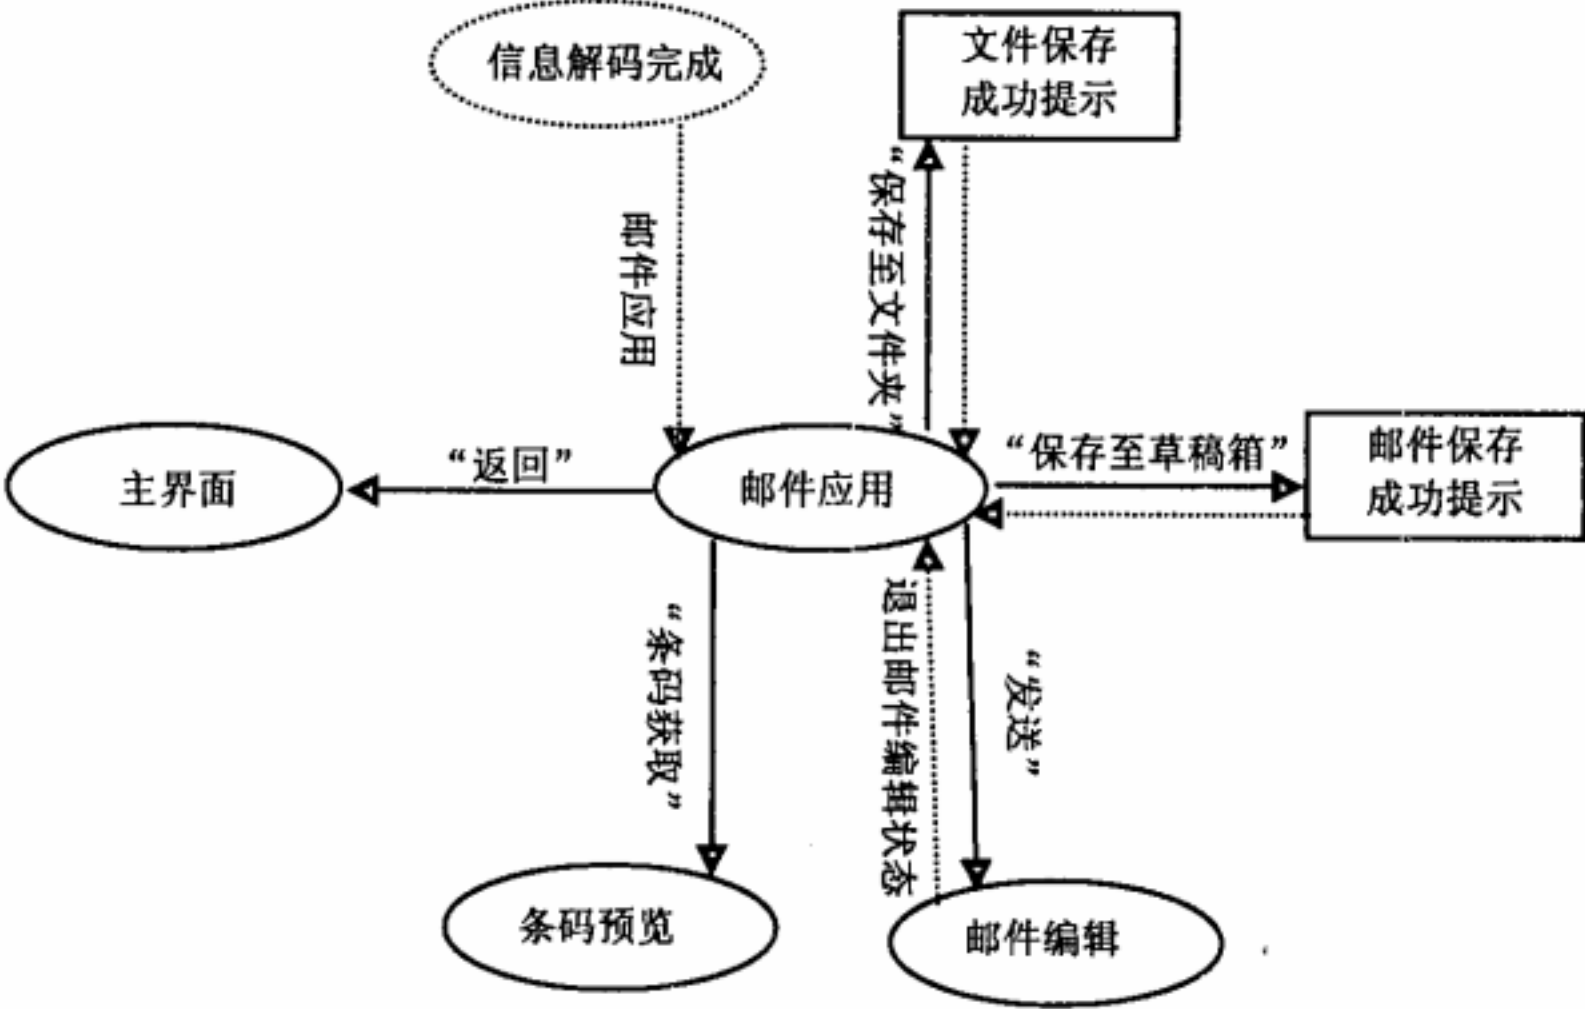 信息解码完成
文件保存
成功提示
邮件应用
“保存至文件夹”
主界面
“返回”
邮件应用
“保存至草稿箱”
邮件保存
成功提示
“条码获取”
退出邮件编辑状态
“发送”
条码预览
邮件编辑